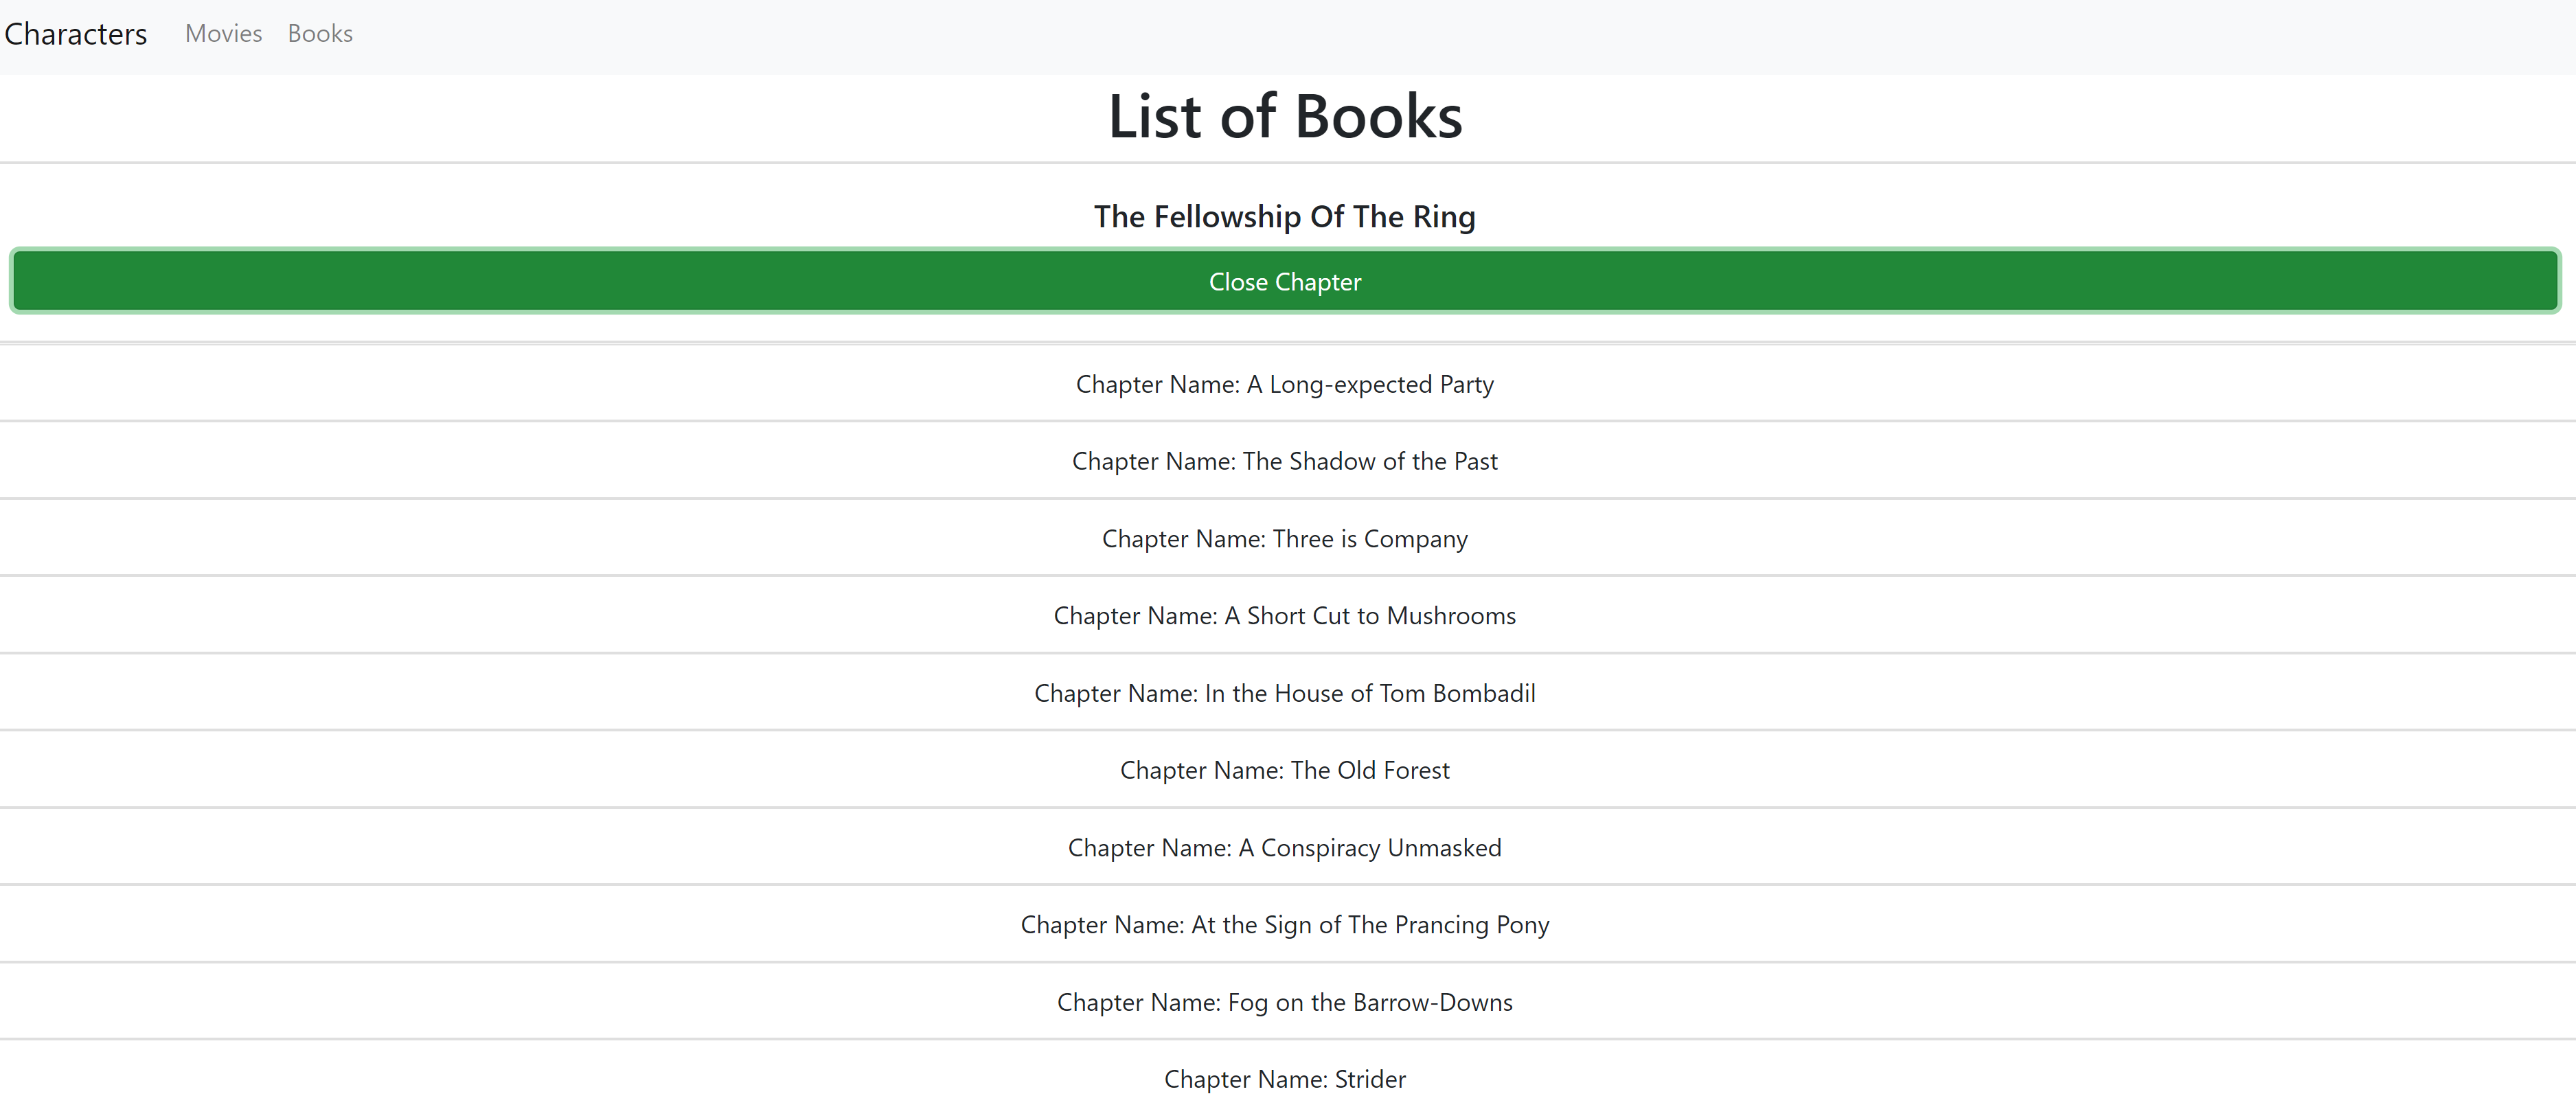 Characters Movies Books
List of Books
The Fellowship Of The Ring
Close Chapter
Chapter Name: A Long-expected Party
Chapter Name: The Shadow of the Past
Chapter Name: Three is Company
Chapter Name: A Short Cut to Mushrooms
Chapter Name: In the House of Tom Bombadil
Chapter Name: The Old Forest
Chapter Name: A Conspiracy Unmasked
Chapter Name: At the Sign of The Prancing Pony
Chapter Name: Fog on the Barrow-Downs
Chapter Name: Strider